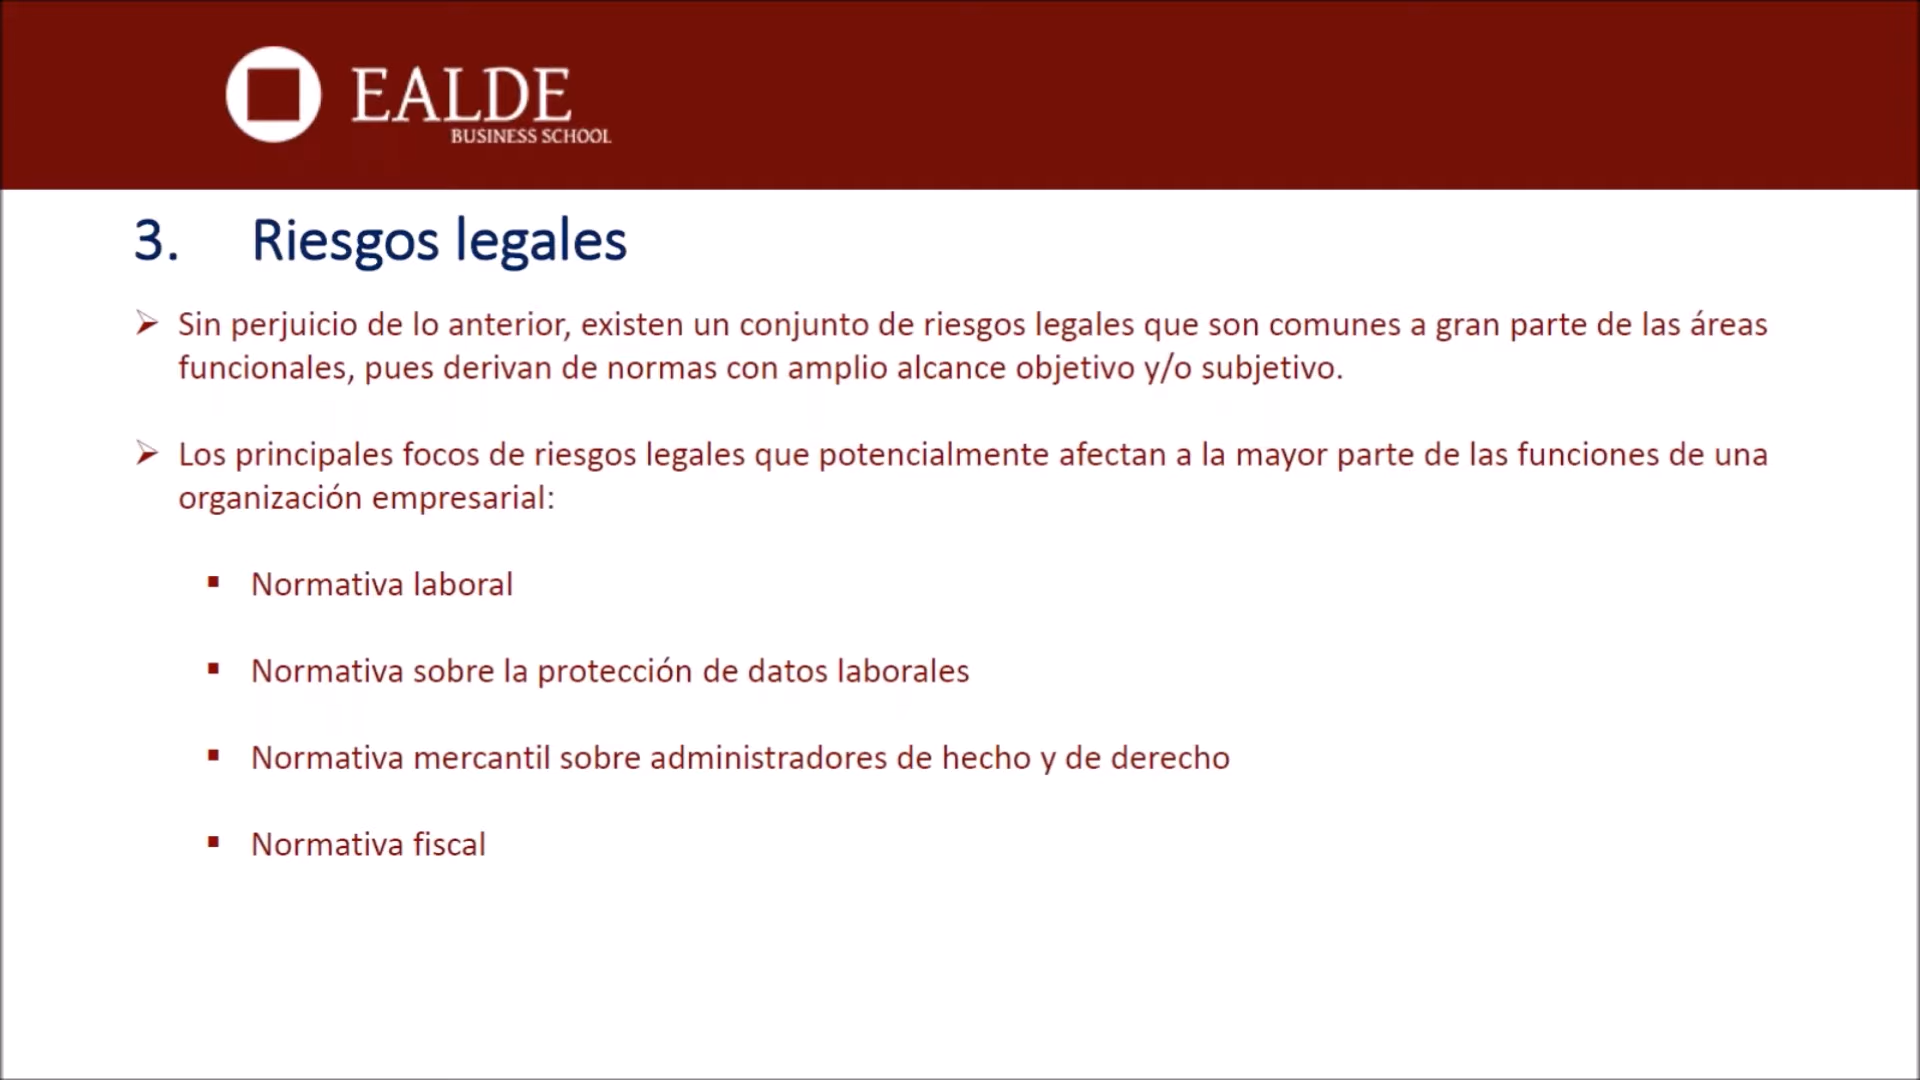 EALDE
BUSINESS SCHOOL
3. Riesgos legales
Sin perjuicio de lo anterior, existen un conjunto de riesgos legales que son comunes a gran parte de las áreas
funcionales, pues derivan de normas con amplio alcance objetivo y/o subjetivo.
Los principales focos de riesgos legales que potencialmente afectan a la mayor parte de las funciones de una
organización empresarial:
Normativa laboral
Normativa sobre la protección de datos laborales
Normativa mercantil sobre administradores de hecho y de derecho
Normativa fiscal